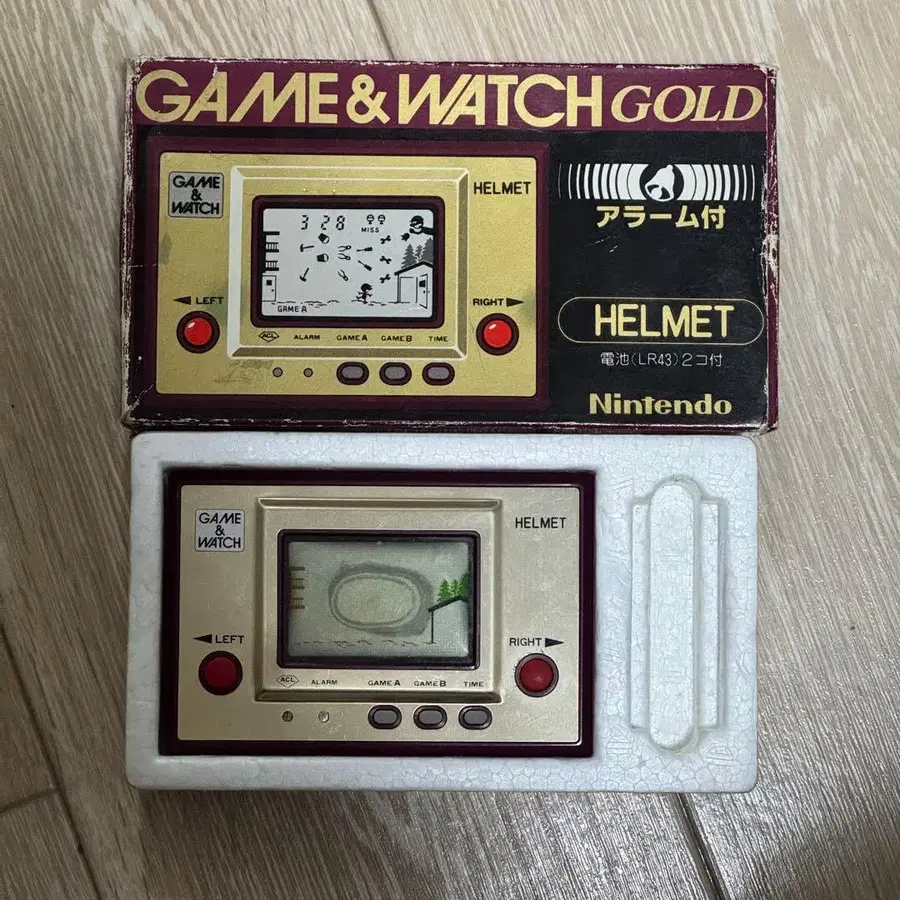 GAME & WATCH GOLD
GAME
&
WATCH
HELMET
3 28
MISS
GAME A
◄ LEFT
RIGHT ►
ACL ALARM GAME A GAME B TIME
アラーム付
HELMET
電池(LR43)2コ付
Nintendo
GAME
&
WATCH
HELMET
◄ LEFT
RIGHT ►
ACL ALARM GAME A GAME B TIME